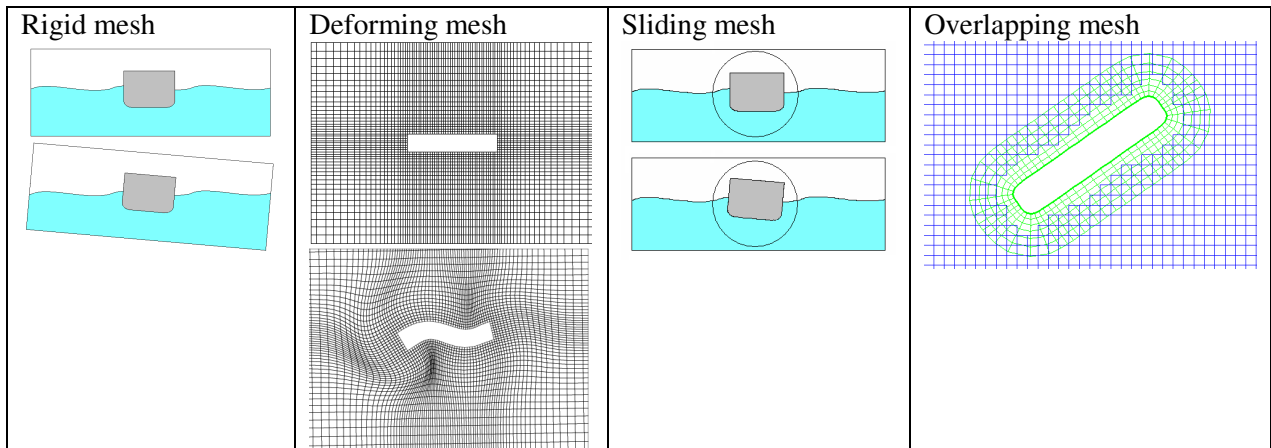 Rigid mesh
Deforming mesh
Sliding mesh
Overlapping mesh